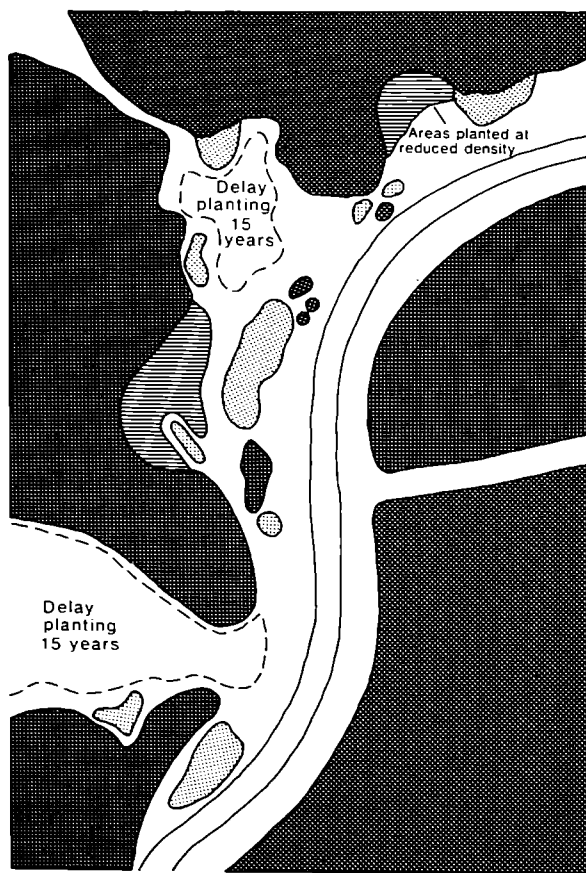 Areas planted at
reduced density
Delay
planting
15
years
Delay
planting
15 years